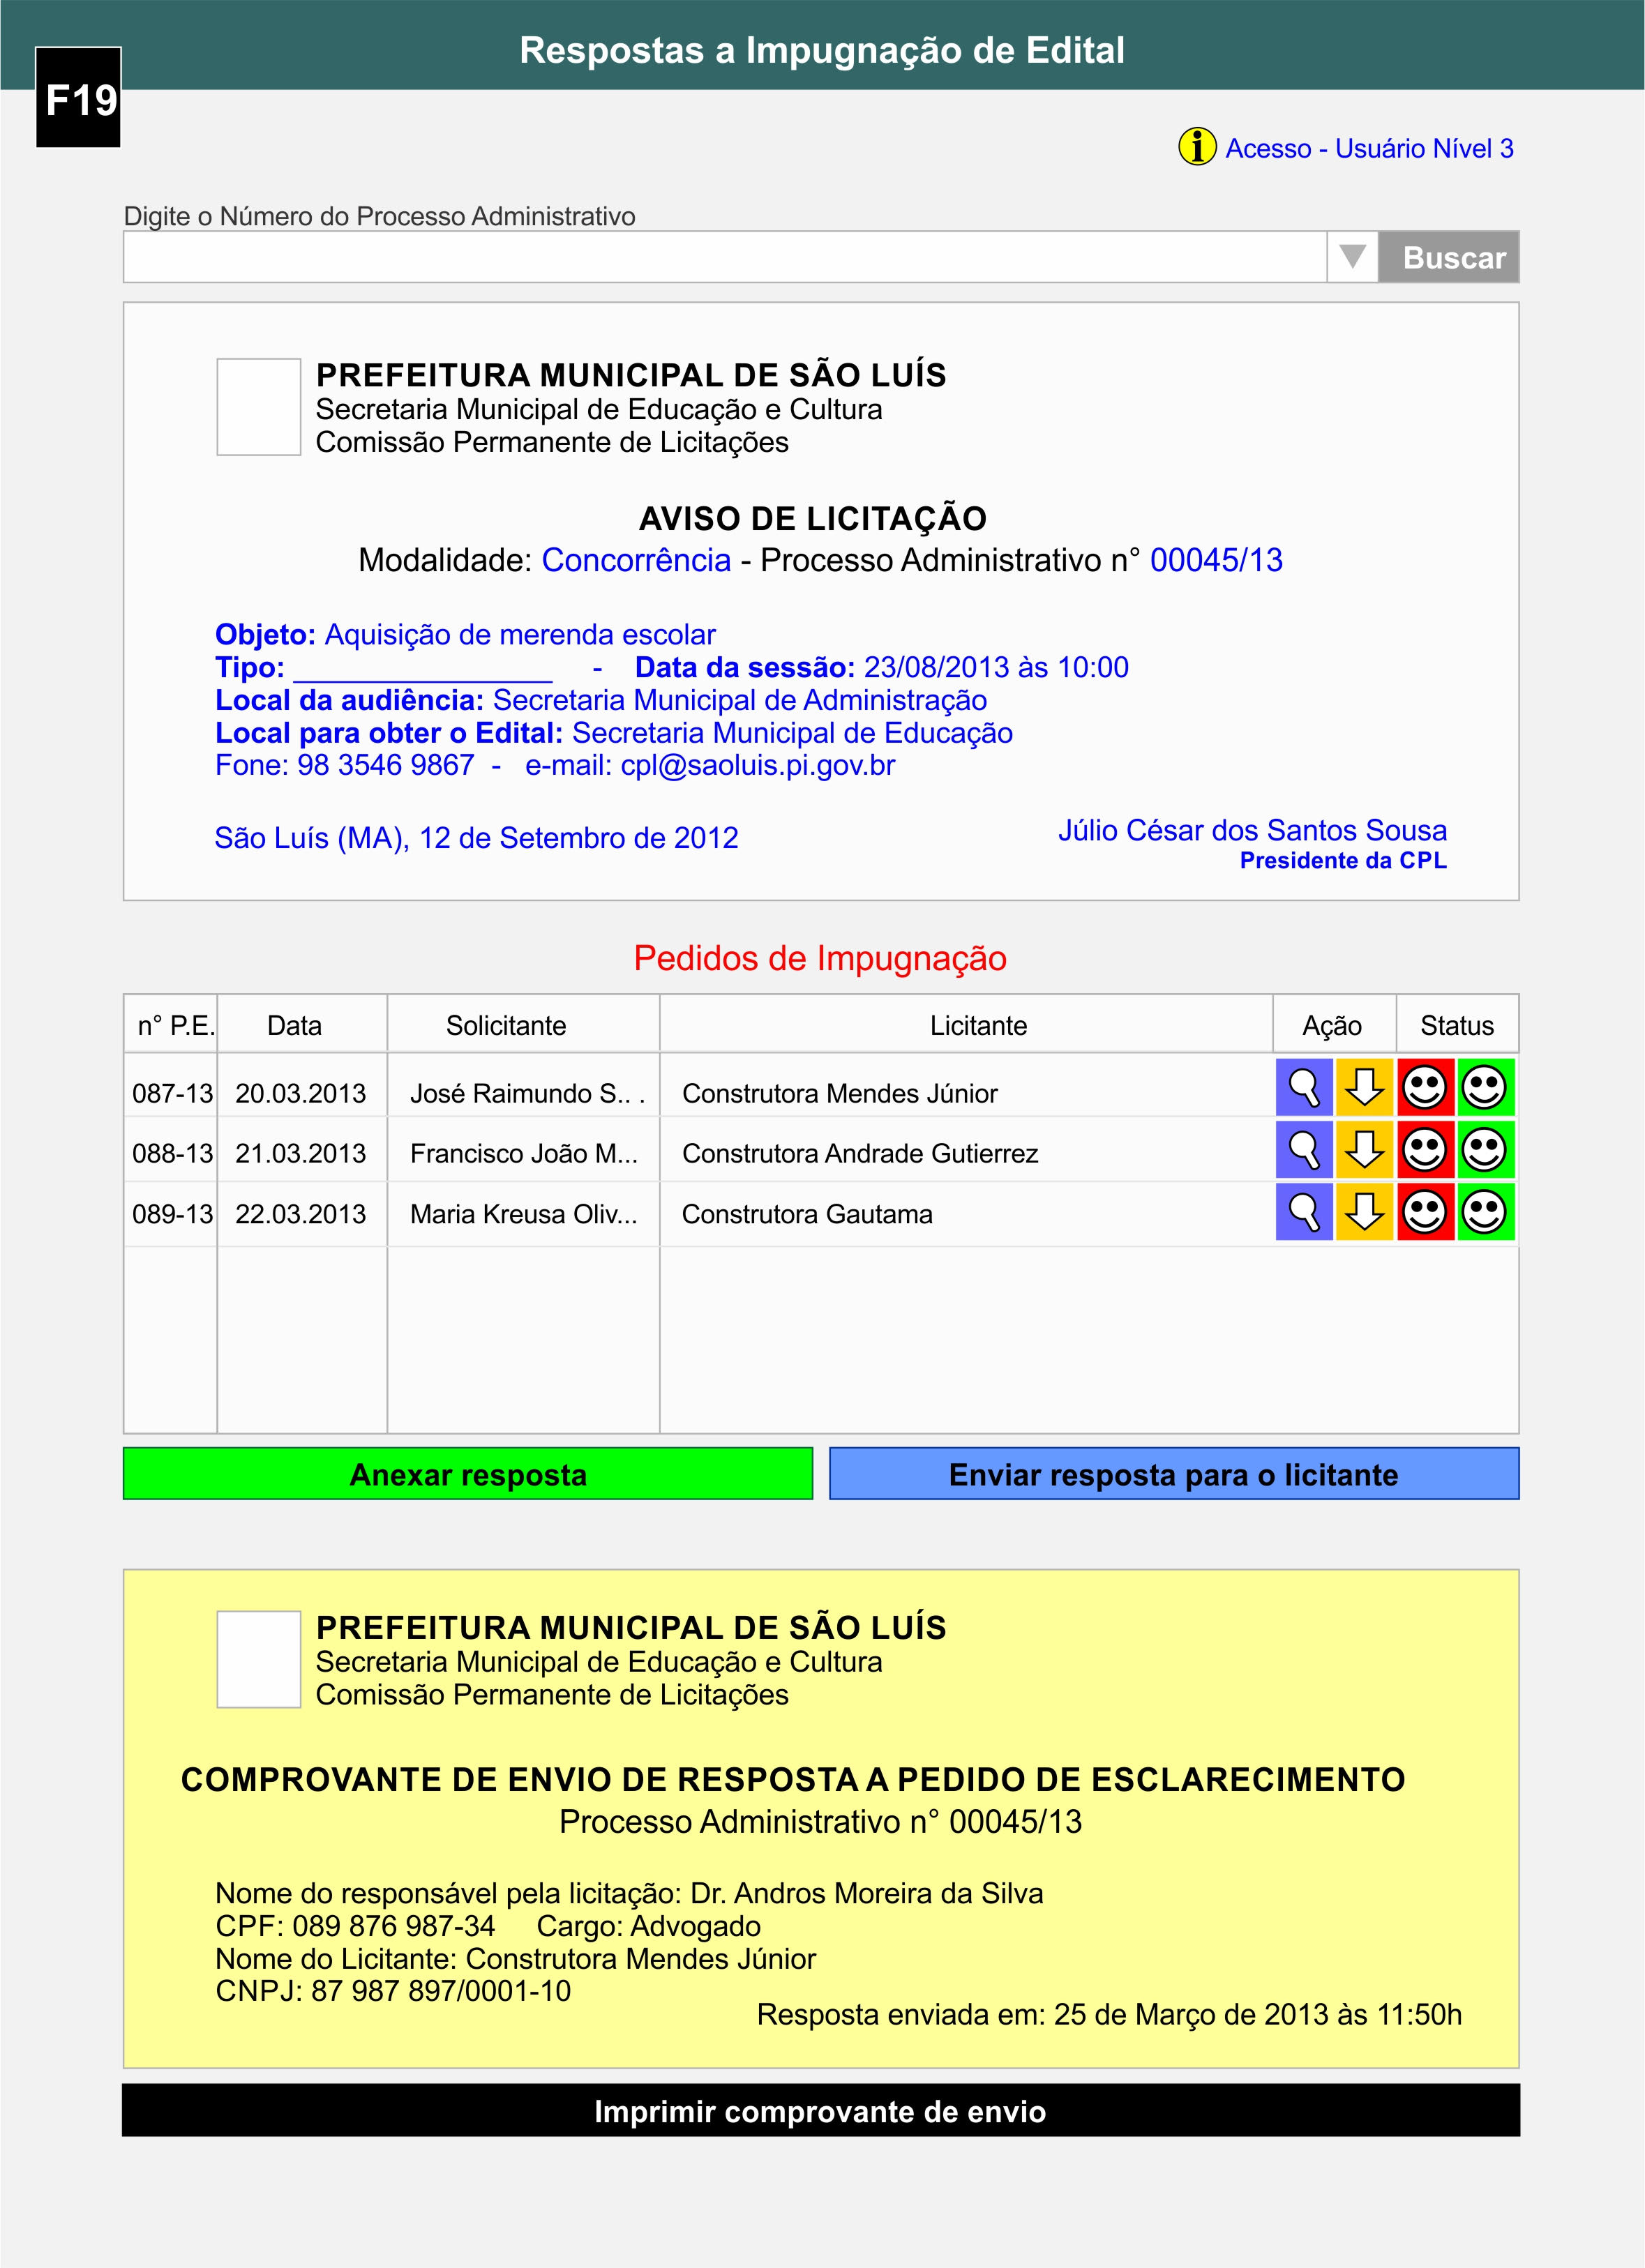 Respostas a Impugnação de Edital
F19
i Acesso - Usuário Nível 3
Digite o Número do Processo Administrativo
Buscar
PREFEITURA MUNICIPAL DE SÃO LUÍS
Secretaria Municipal de Educação e Cultura
Comissão Permanente de Licitações
AVISO DE LICITAÇÃO
Modalidade: Concorrência - Processo Administrativo n° 00045/13
Objeto: Aquisição de merenda escolar
Tipo: ________________ - Data da sessão: 23/08/2013 às 10:00
Local da audiência: Secretaria Municipal de Administração
Local para obter o Edital: Secretaria Municipal de Educação
Fone: 98 3546 9867 - e-mail: cpl@saoluis.pi.gov.br
São Luís (MA), 12 de Setembro de 2012
Júlio César dos Santos Sousa
Presidente da CPL
Pedidos de Impugnação
n° P.E. Data Solicitante Licitante Ação Status
087-13 20.03.2013 José Raimundo S.. . Construtora Mendes Júnior
088-13 21.03.2013 Francisco João M... Construtora Andrade Gutierrez
089-13 22.03.2013 Maria Kreusa Oliv... Construtora Gautama
Anexar resposta
Enviar resposta para o licitante
PREFEITURA MUNICIPAL DE SÃO LUÍS
Secretaria Municipal de Educação e Cultura
Comissão Permanente de Licitações
COMPROVANTE DE ENVIO DE RESPOSTA A PEDIDO DE ESCLARECIMENTO
Processo Administrativo n° 00045/13
Nome do responsável pela licitação: Dr. Andros Moreira da Silva
CPF: 089 876 987-34 Cargo: Advogado
Nome do Licitante: Construtora Mendes Júnior
CNPJ: 87 987 897/0001-10
Resposta enviada em: 25 de Março de 2013 às 11:50h
Imprimir comprovante de envio